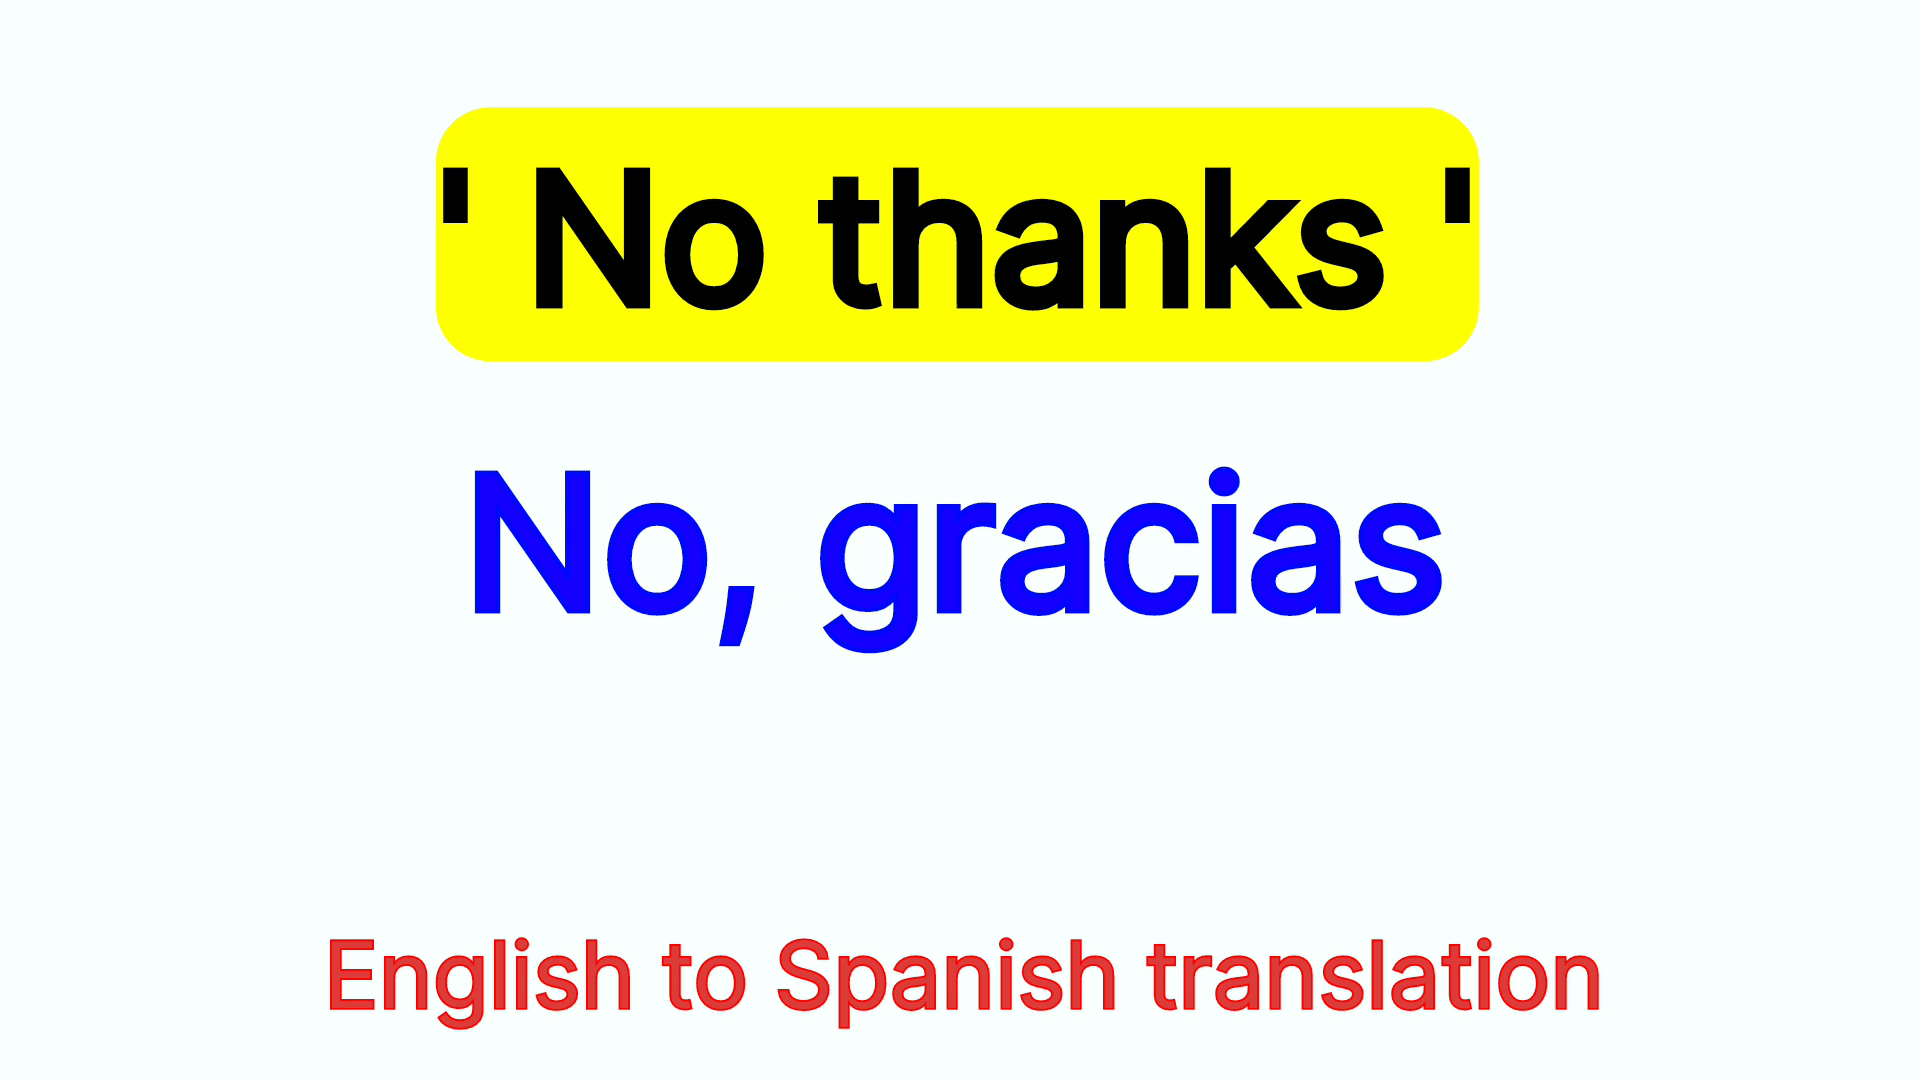 ' No thanks '
No, gracias
English to Spanish translation